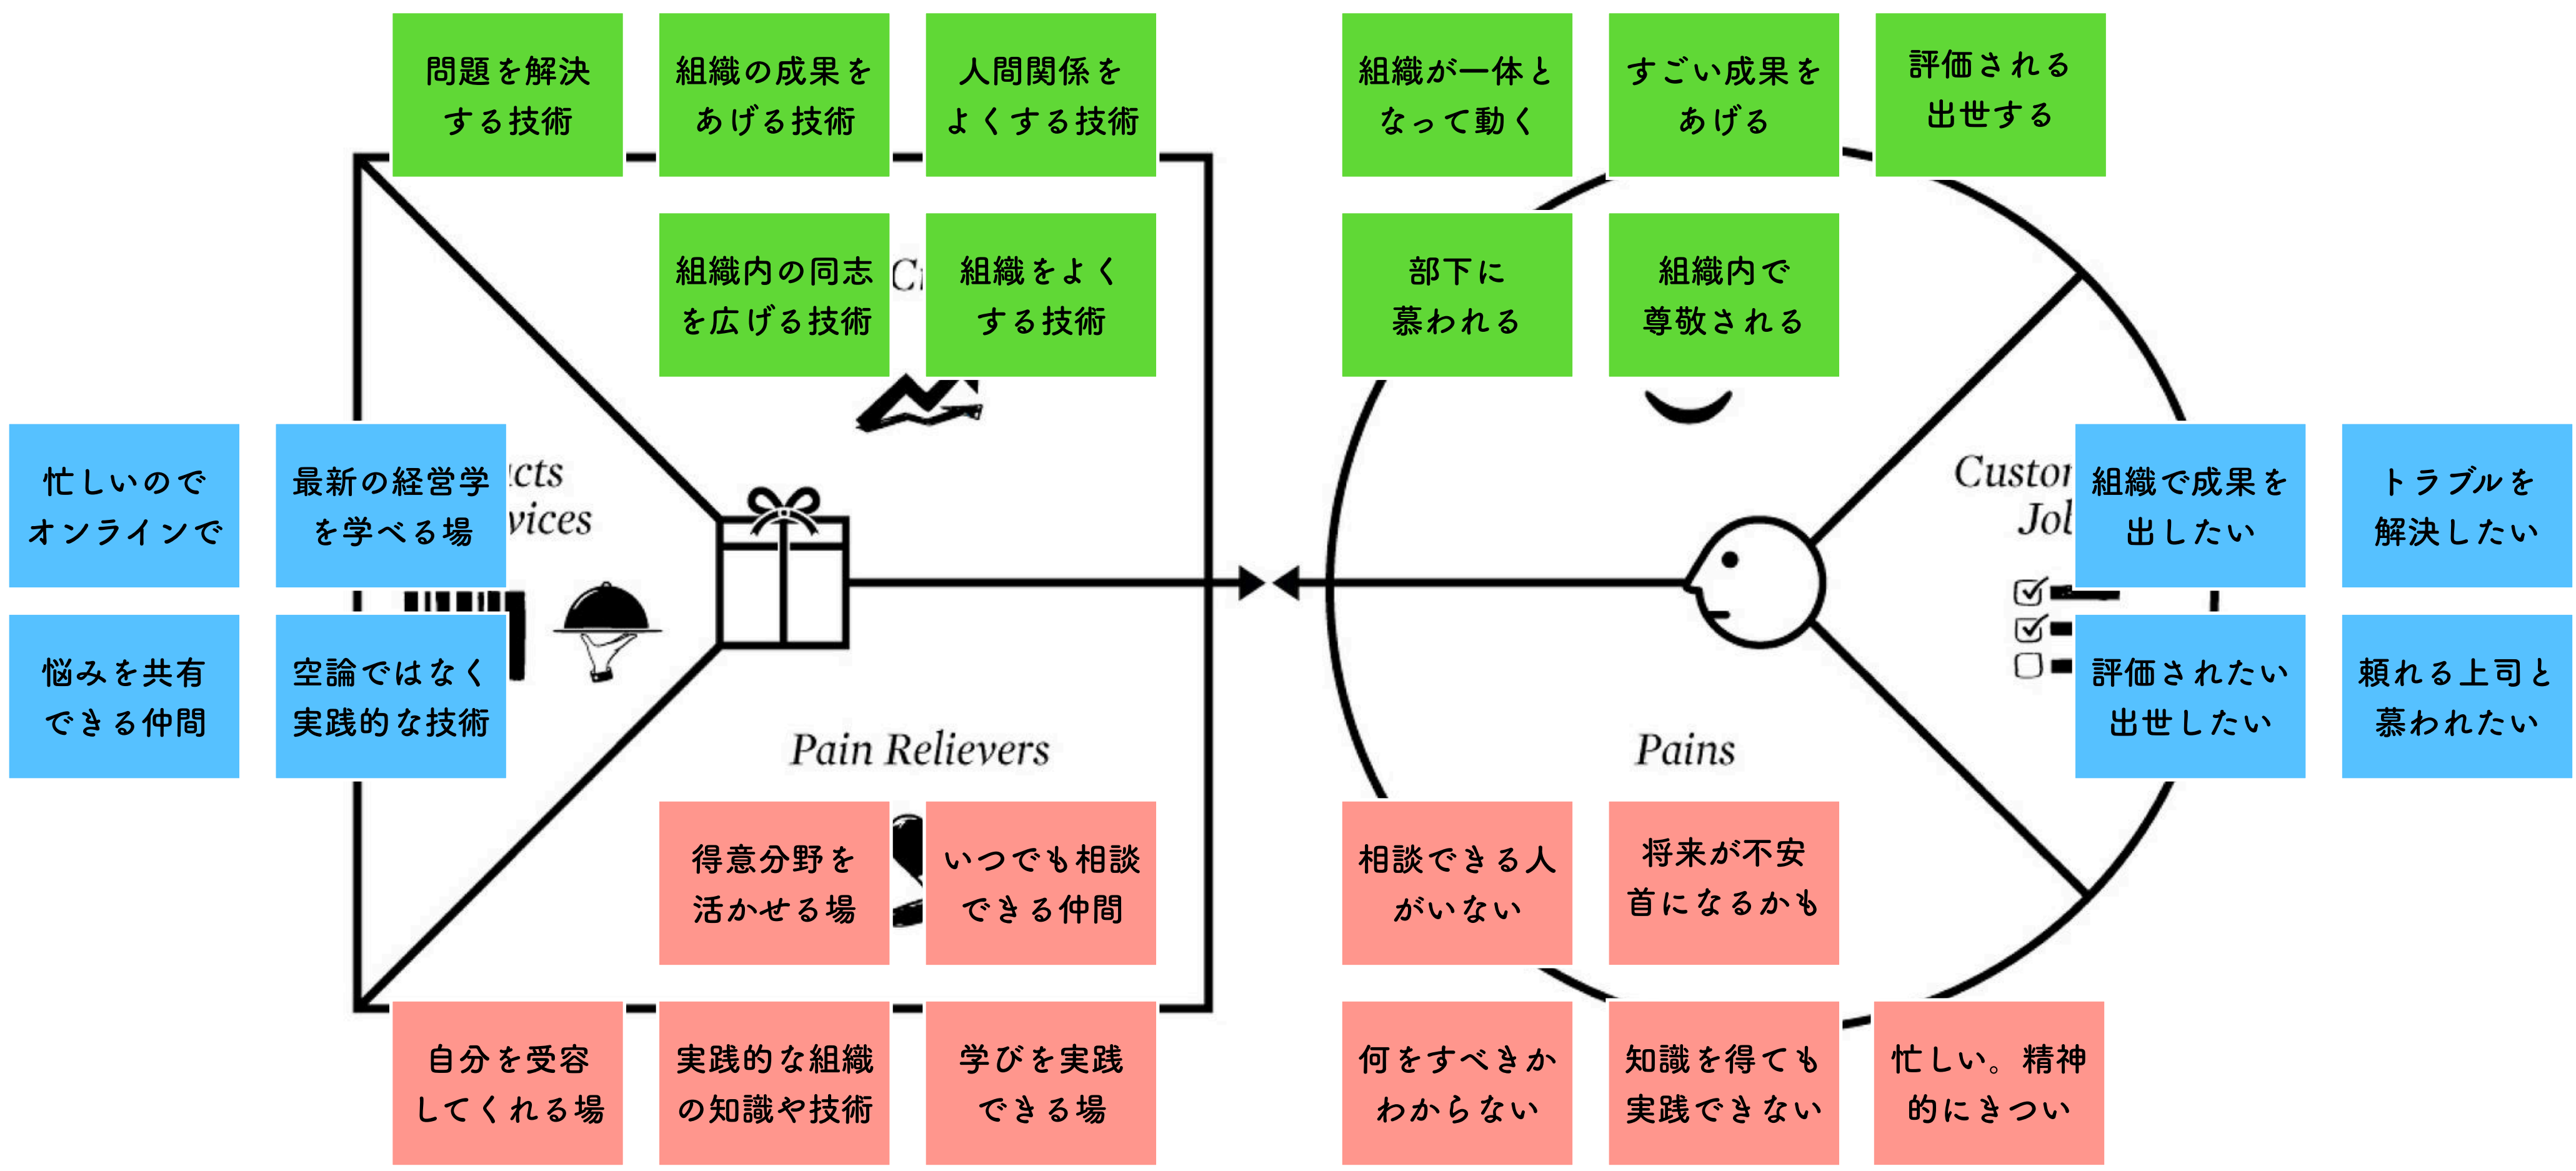 問題を解決
する技術
組織の成果を
あげる技術
人間関係を
よくする技術
組織が一体と
なって動く
すごい成果を
あげる
評価される
出世する
組織内の同志
を広げる技術
組織をよく
する技術
部下に
慕われる
組織内で
尊敬される
忙しいので
オンラインで
最新の経営学
を学べる場
悩みを共有
できる仲間
空論ではなく
実践的な技術
組織で成果を
出したい
トラブルを
解決したい
評価されたい
出世したい
頼れる上司と
慕われたい
Pain Relievers
Pains
得意分野を
活かせる場
いつでも相談
できる仲間
相談できる人
がいない
将来が不安
首になるかも
自分を受容
してくれる場
実践的な組織
の知識や技術
学びを実践
できる場
何をすべきか
わからない
知識を得ても
実践できない
忙しい。精神
的にきつい